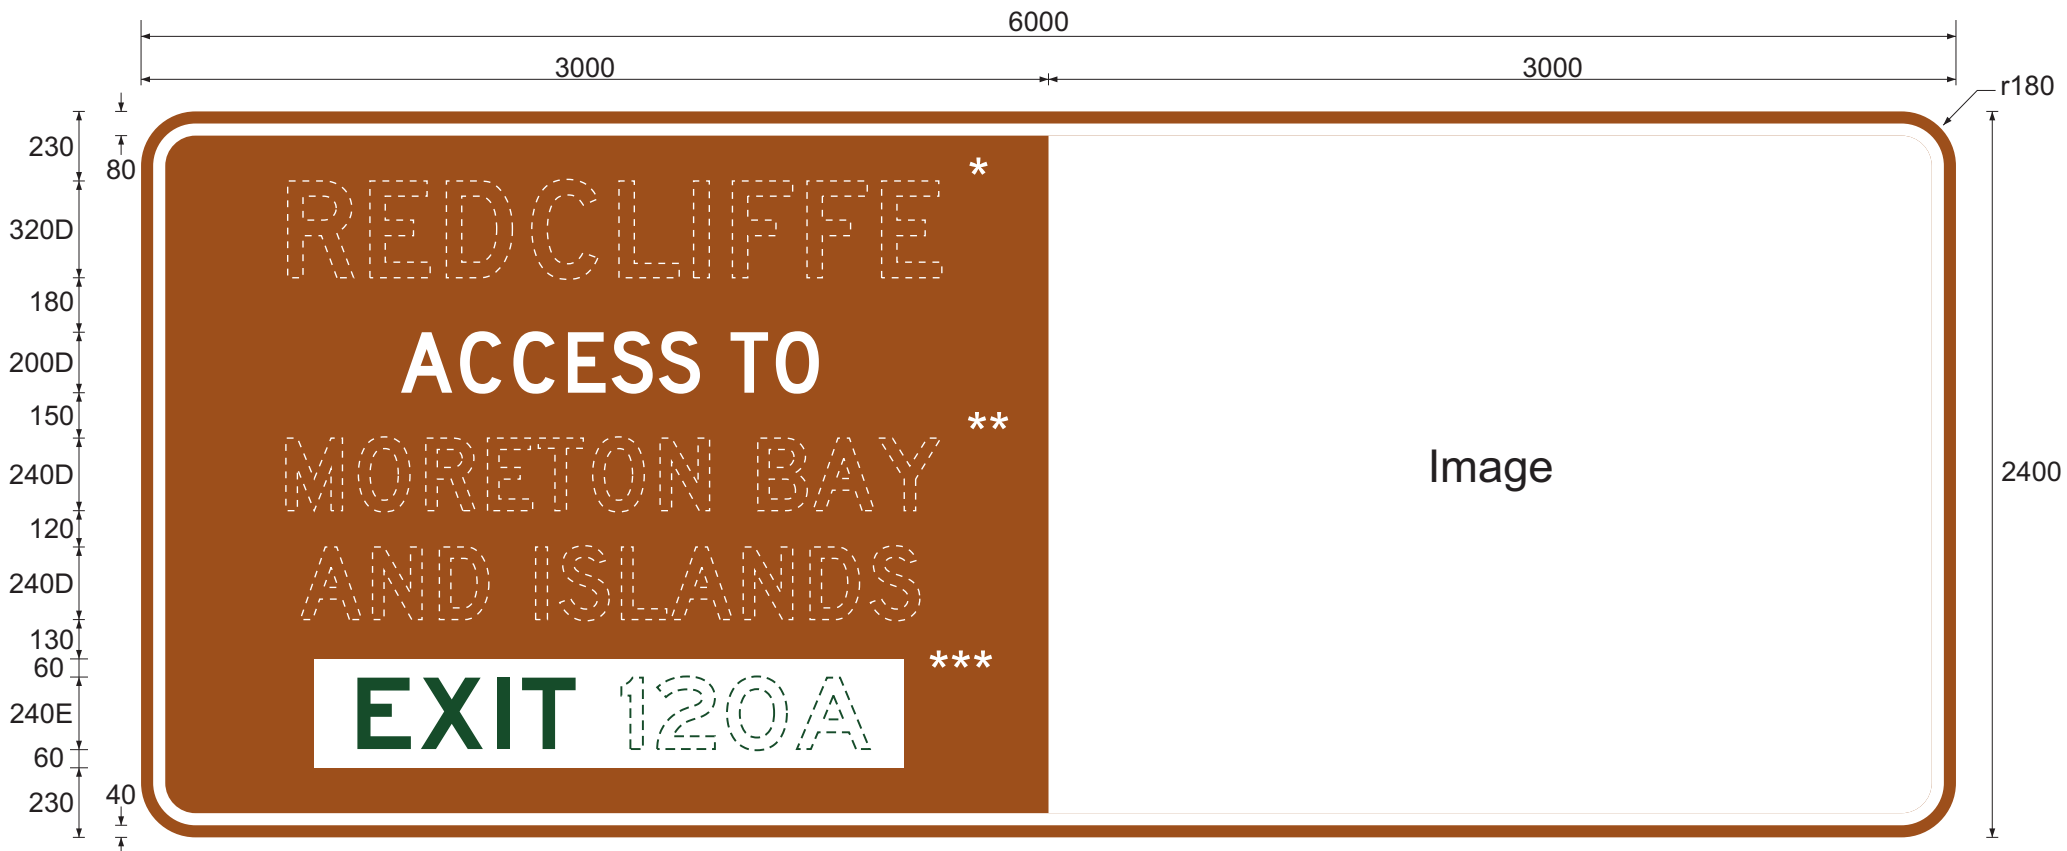 6000
3000 3000
r180
230
80
REDCLIFFE *
320D
180
200D
ACCESS TO
150
**
240D
MORETON BAY
Image
2400
120
240D
AND ISLANDS
130
60
***
240E
EXIT 120A
60
230
40